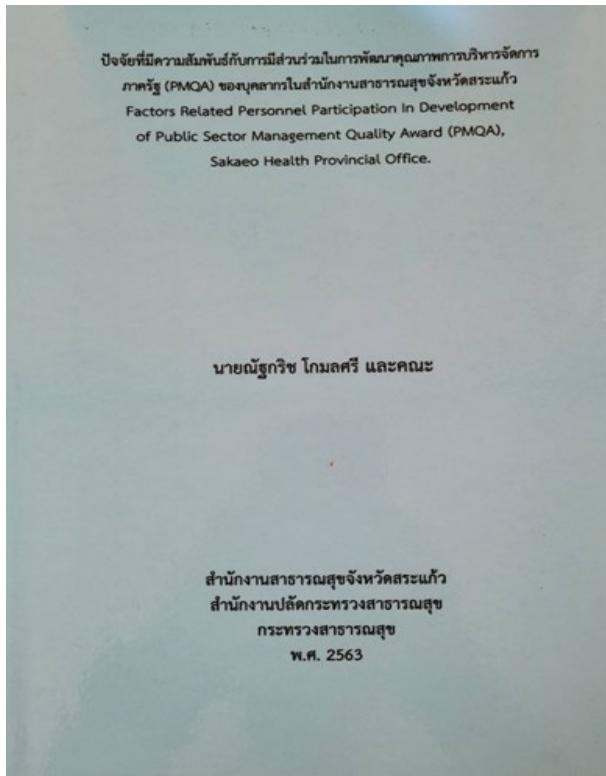 ปัจจัยที่มีความสัมพันธ์กับการมีส่วนร่วมในการพัฒนาคุณภาพการบริหารจัดการ
ภาครัฐ (PMQA) ของบุคลากรในสำนักงานสาธารณสุขจังหวัดสระแก้ว
Factors Related Personnel Participation In Development
of Public Sector Management Quality Award (PMQA),
Sakaeo Health Provincial Office.
นายณัฐกริช โกมลศรี และคณะ
สำนักงานสาธารณสุขจังหวัดสระแก้ว
สำนักงานปลัดกระทรวงสาธารณสุข
กระทรวงสาธารณสุข
พ.ศ. 2563